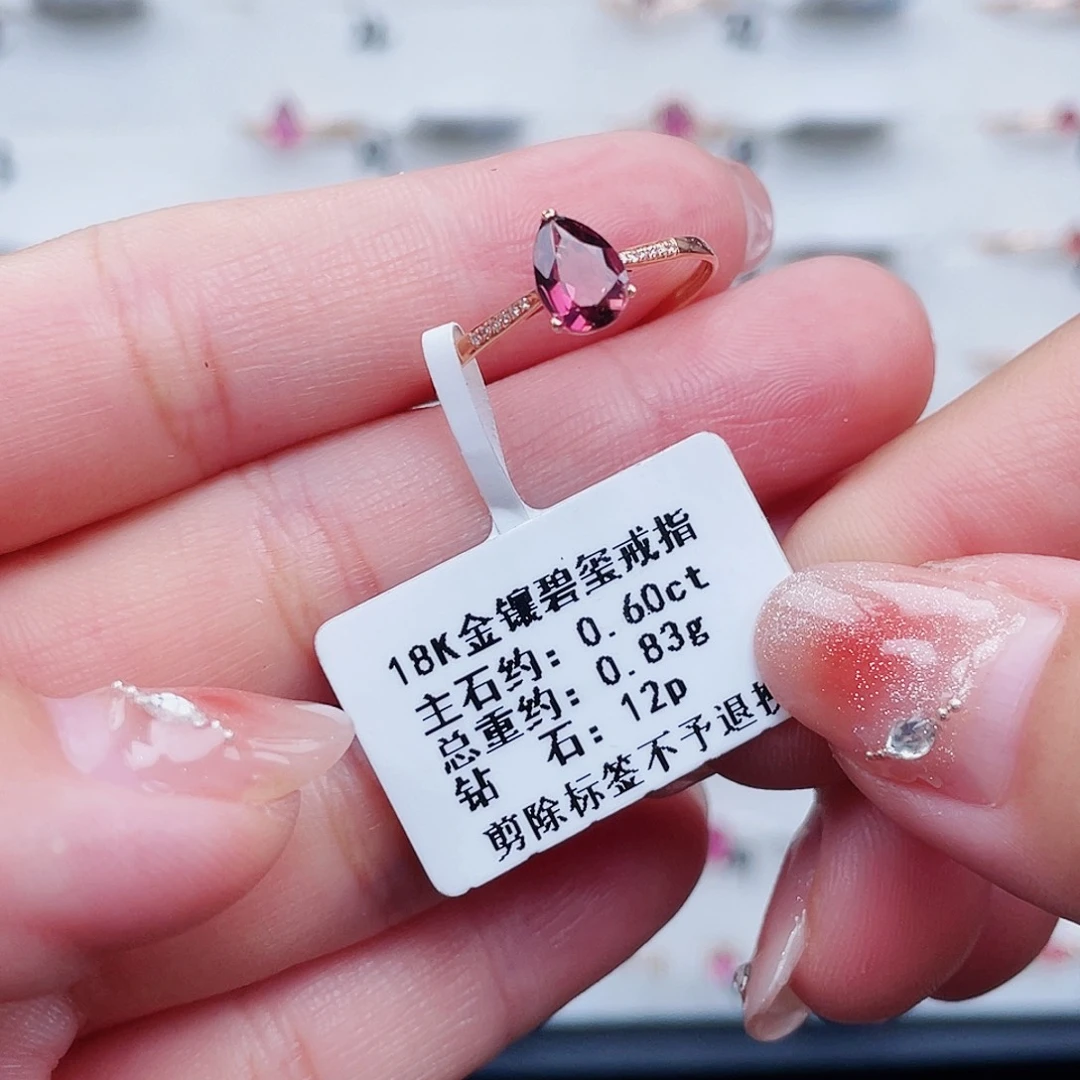 18K金镶碧玺戒指
主石约: 0.60ct
总重约: 0.83g
钻 石: 12p
剪除标签不予退换